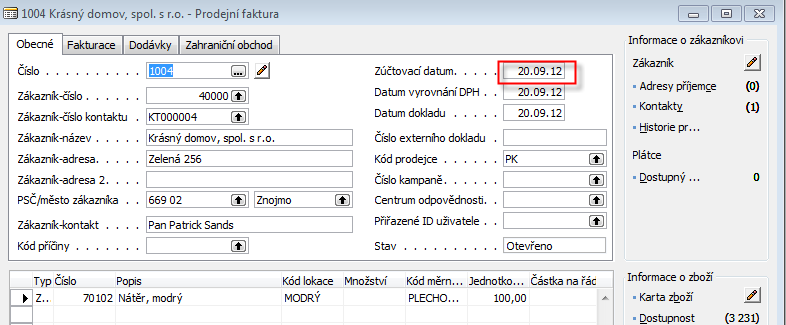 1004 Krásný domov, spol. s r.o. - Prodejní faktura
Obecné Fakturace Dodávky Zahraniční obchod
Číslo . . . . . . . . . . 1004 ...
Zákazník-číslo . . . . . . 40000
Zákazník-číslo kontaktu . KT000004
Zákazník-název . . . . . Krásný domov, spol. s r.o.
Zákazník-adresa. . . . . Zelená 256
Zákazník-adresa 2. . . . .
PSČ/město zákazníka . . 669 02 Znojmo
Zákazník-kontakt . . . . Pan Patrick Sands
Kód příčiny . . . . . . .
Zúčtovací datum. . . . . 20.09.12
Datum vyrovnání DPH . . 20.09.12
Datum dokladu . . . . . 20.09.12
Číslo externího dokladu .
Kód prodejce . . . . . . PK
Číslo kampaně. . . . . .
Centrum odpovědnosti. . .
Přiřazené ID uživatele . .
Stav . . . . . . . . . . Otevřeno
Typ Číslo Popis Kód lokace Množství Kód měrn... Jednotko... Částka na řád
Z... 70102 Nátěr, modrý MODRÝ PLECHO... 100,00
Informace o zákazníkovi
Zákazník
Adresy příjemce (0)
Kontakty (1)
Historie pr...
Plátce
Dostupný ... 0
Informace o zboží
Karta zboží
Dostupnost (3 231)